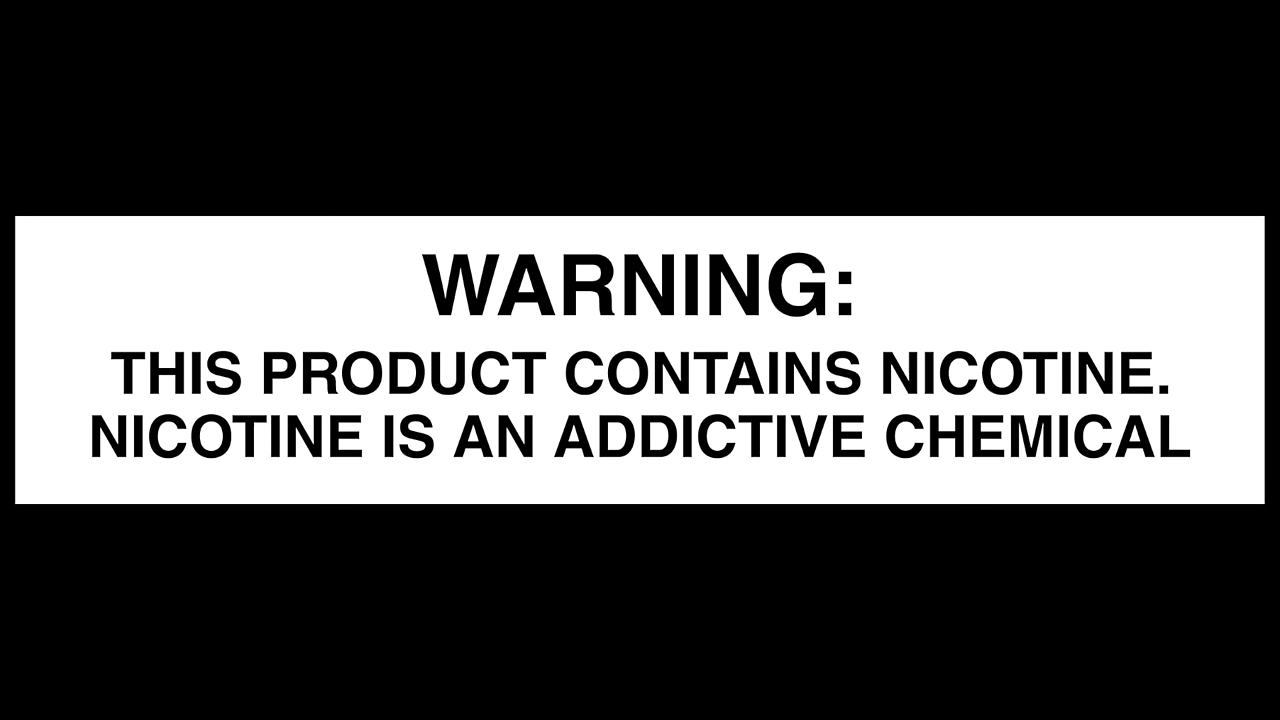 WARNING:
THIS PRODUCT CONTAINS NICOTINE.
NICOTINE IS AN ADDICTIVE CHEMICAL